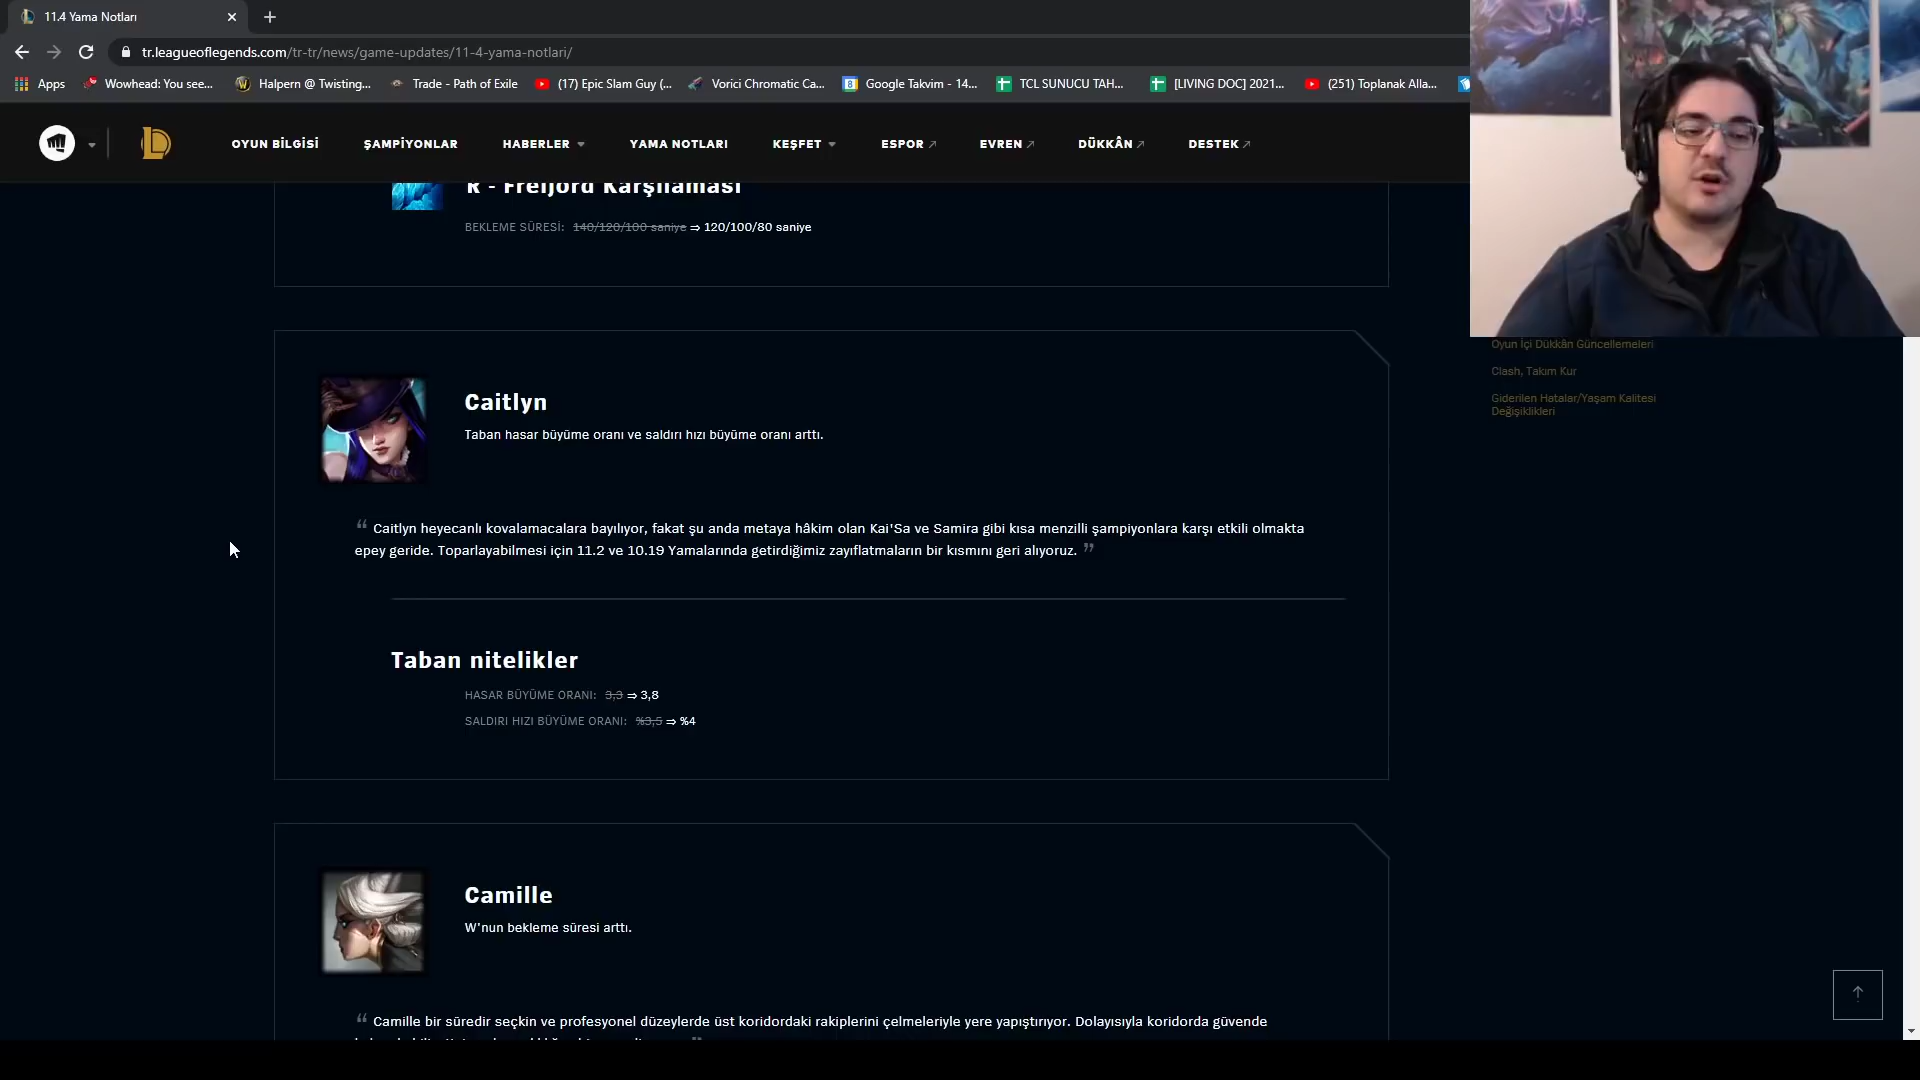 11.4 Yama Notları
tr.leagueoflegends.com/tr-tr/news/game-updates/11-4-yama-notlari/
Apps Wowhead: You see... Halpern @ Twisting... Trade - Path of Exile (17) Epic Slam Guy (... Vorici Chromatic Ca... Google Takvim - 14... TCL SUNUCU TAH... [LIVING DOC] 2021... (251) Toplanak Alla...
OYUN BİLGİSİ ŞAMPİYONLAR HABERLER YAMA NOTLARI KEŞFET ESPOR EVREN DÜKKÂN DESTEK
R - Freljord Karşılaması
BEKLEME SÜRESİ: 140/120/100 saniye ⇒ 120/100/80 saniye
Oyun İçi Dükkân Güncellemeleri
Clash, Takım Kur
Giderilen Hatalar/Yaşam Kalitesi
Değişiklikleri
Caitlyn
Taban hasar büyüme oranı ve saldırı hızı büyüme oranı arttı.
“ Caitlyn heyecanlı kovalamacalara bayılıyor, fakat şu anda metaya hâkim olan Kai'Sa ve Samira gibi kısa menzilli şampiyonlara karşı etkili olmakta
epey geride. Toparlayabilmesi için 11.2 ve 10.19 Yamalarında getirdiğimiz zayıflatmaların bir kısmını geri alıyoruz. ”
Taban nitelikler
HASAR BÜYÜME ORANI: 3,3 ⇒ 3,8
SALDIRI HIZI BÜYÜME ORANI: %3,5 ⇒ %4
Camille
W'nun bekleme süresi arttı.
“ Camille bir süredir seçkin ve profesyonel düzeylerde üst koridordaki rakiplerini çelmeleriyle yere yapıştırıyor. Dolayısıyla koridorda güvende